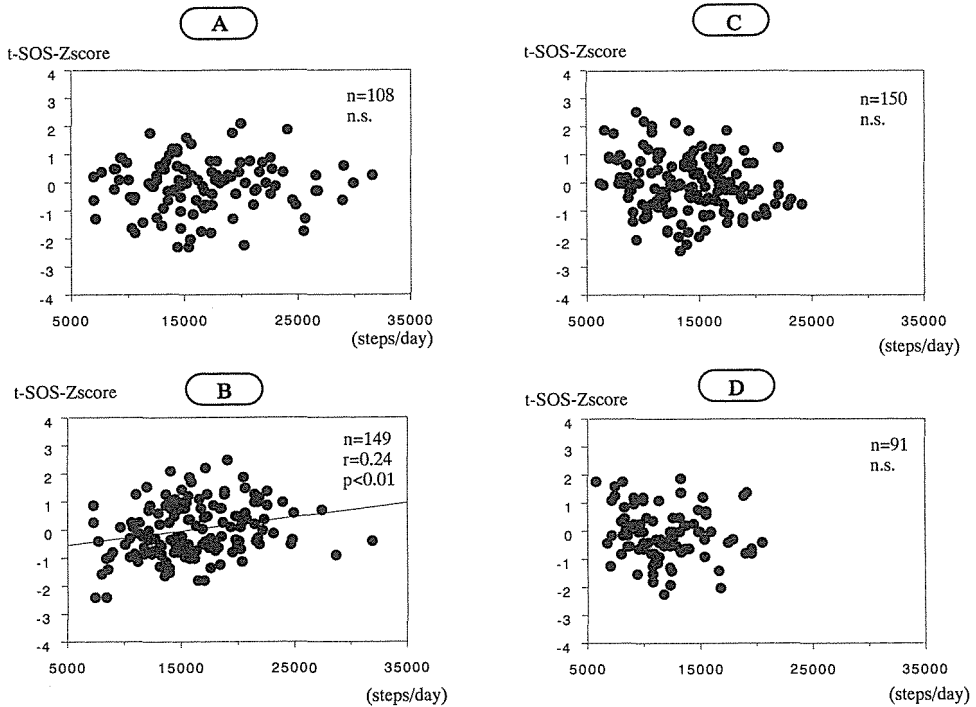 A
t-SOS-Zscore
4
3
2
1
0
-1
-2
-3
-4
n=108
n.s.
5000 15000 25000 35000
(steps/day)
C
t-SOS-Zscore
4
3
2
1
0
-1
-2
-3
-4
n=150
n.s.
5000 15000 25000 35000
(steps/day)
B
t-SOS-Zscore
4
3
2
1
0
-1
-2
-3
-4
n=149
r=0.24
p<0.01
5000 15000 25000 35000
(steps/day)
D
t-SOS-Zscore
4
3
2
1
0
-1
-2
-3
-4
n=91
n.s.
5000 15000 25000 35000
(steps/day)